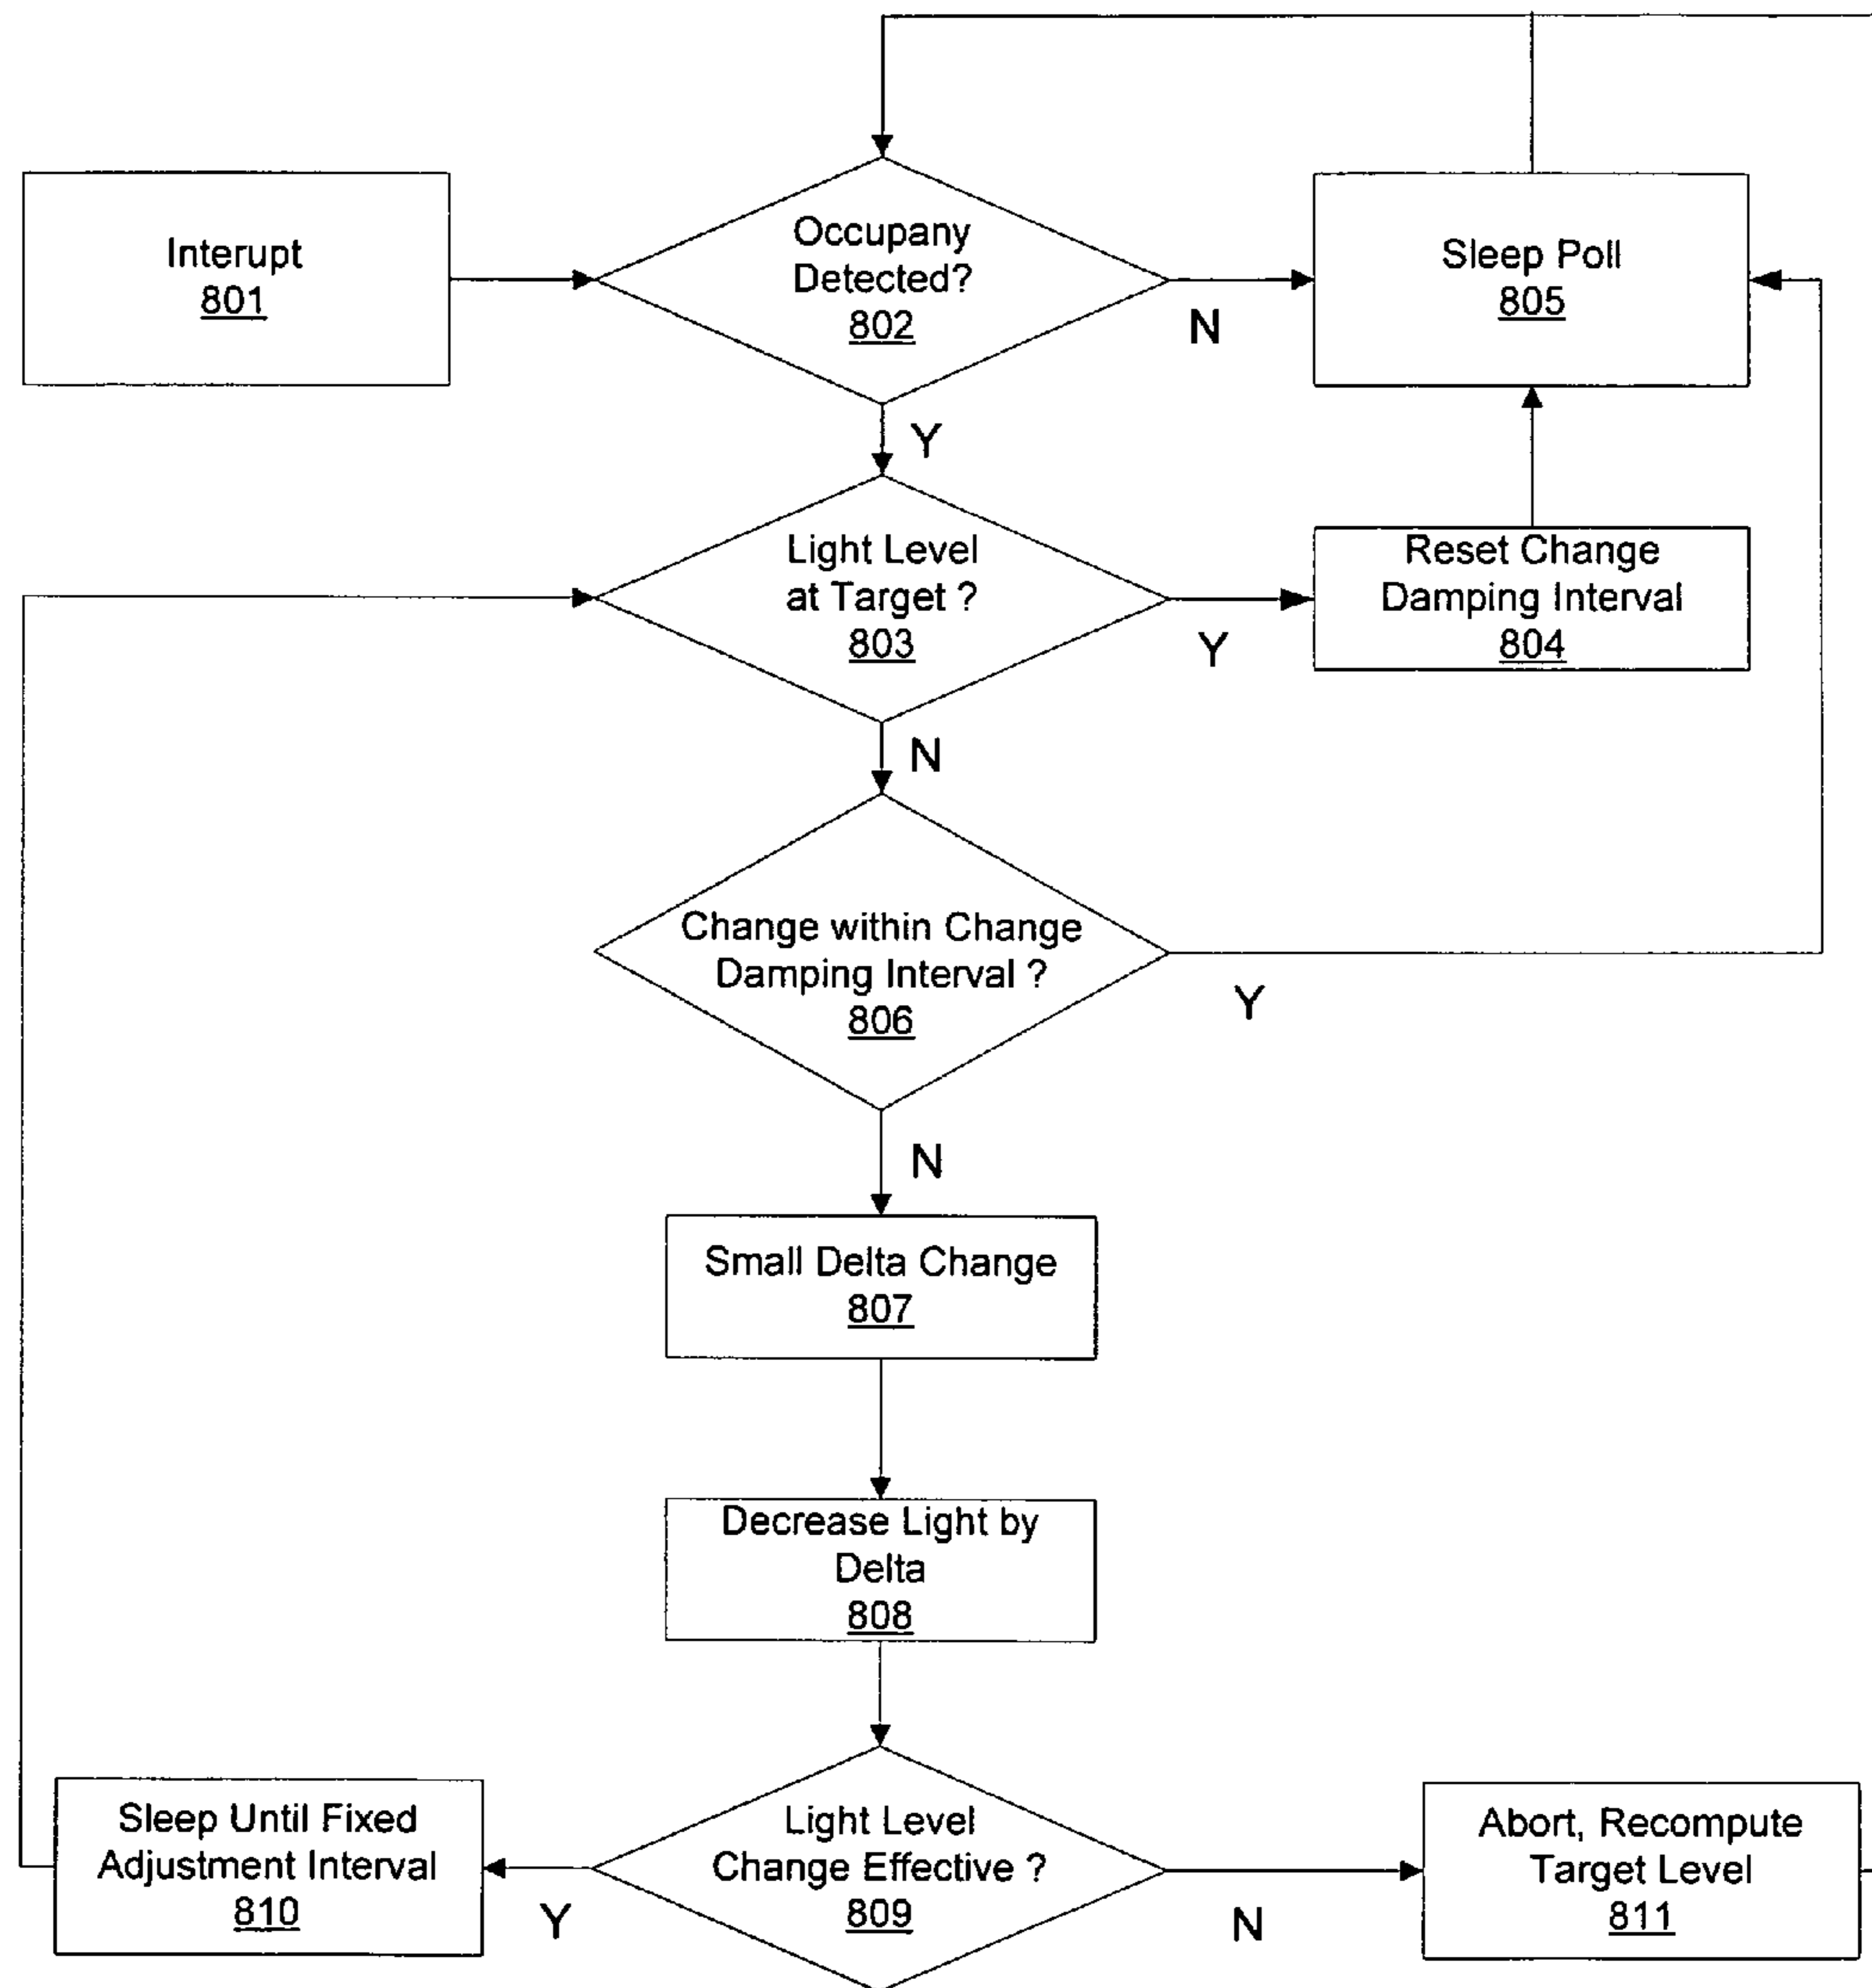 Interupt
801
Occupany
Detected?
802
N
Sleep Poll
805
Y
Light Level
at Target ?
803
Y
Reset Change
Damping Interval
804
N
Change within Change
Damping Interval ?
806
Y
N
Small Delta Change
807
Decrease Light by
Delta
808
Light Level
Change Effective ?
809
Y
Sleep Until Fixed
Adjustment Interval
810
N
Abort, Recompute
Target Level
811